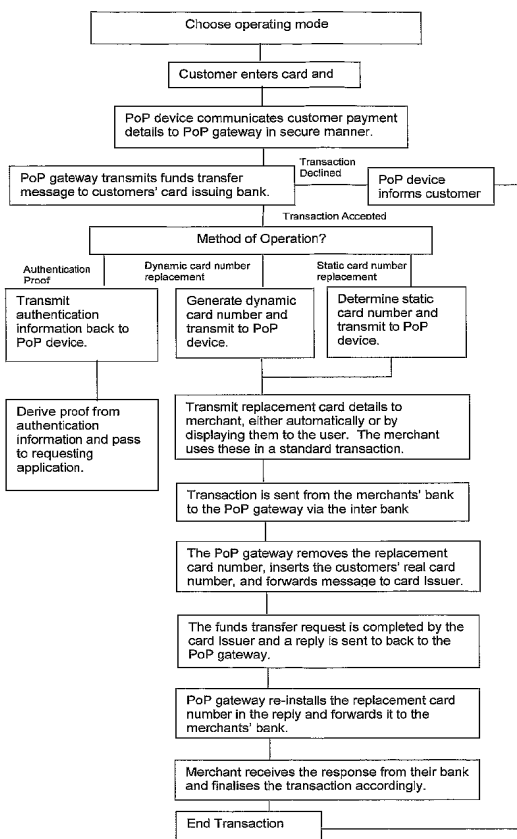 Choose operating mode
Customer enters card and
PoP device communicates customer payment
details to PoP gateway in secure manner.
Transaction
Declined
PoP gateway transmits funds transfer
message to customers' card issuing bank.
PoP device
informs customer
Transaction Accepted
Method of Operation?
Authentication
Proof
Dynamic card number
replacement
Static card number
replacement
Transmit
authentication
information back to
PoP device.
Generate dynamic
card number and
transmit to PoP
device.
Determine static
card number and
transmit to PoP
device.
Derive proof from
authentication
information and pass
to requesting
application.
Transmit replacement card details to
merchant, either automatically or by
displaying them to the user. The merchant
uses these in a standard transaction.
Transaction is sent from the merchants' bank
to the PoP gateway via the inter bank
The PoP gateway removes the replacement
card number, inserts the customers' real card
number, and forwards message to card Issuer.
The funds transfer request is completed by the
card Issuer and a reply is sent to back to the
PoP gateway.
PoP gateway re-installs the replacement card
number in the reply and forwards it to the
merchants' bank.
Merchant receives the response from their bank
and finalises the transaction accordingly.
End Transaction